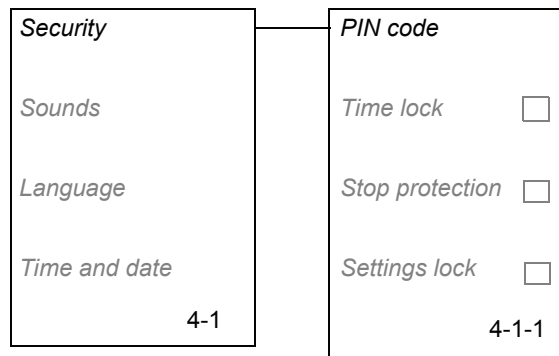 Security
Sounds
Language
Time and date
4-1
PIN code
Time lock
Stop protection
Settings lock
4-1-1